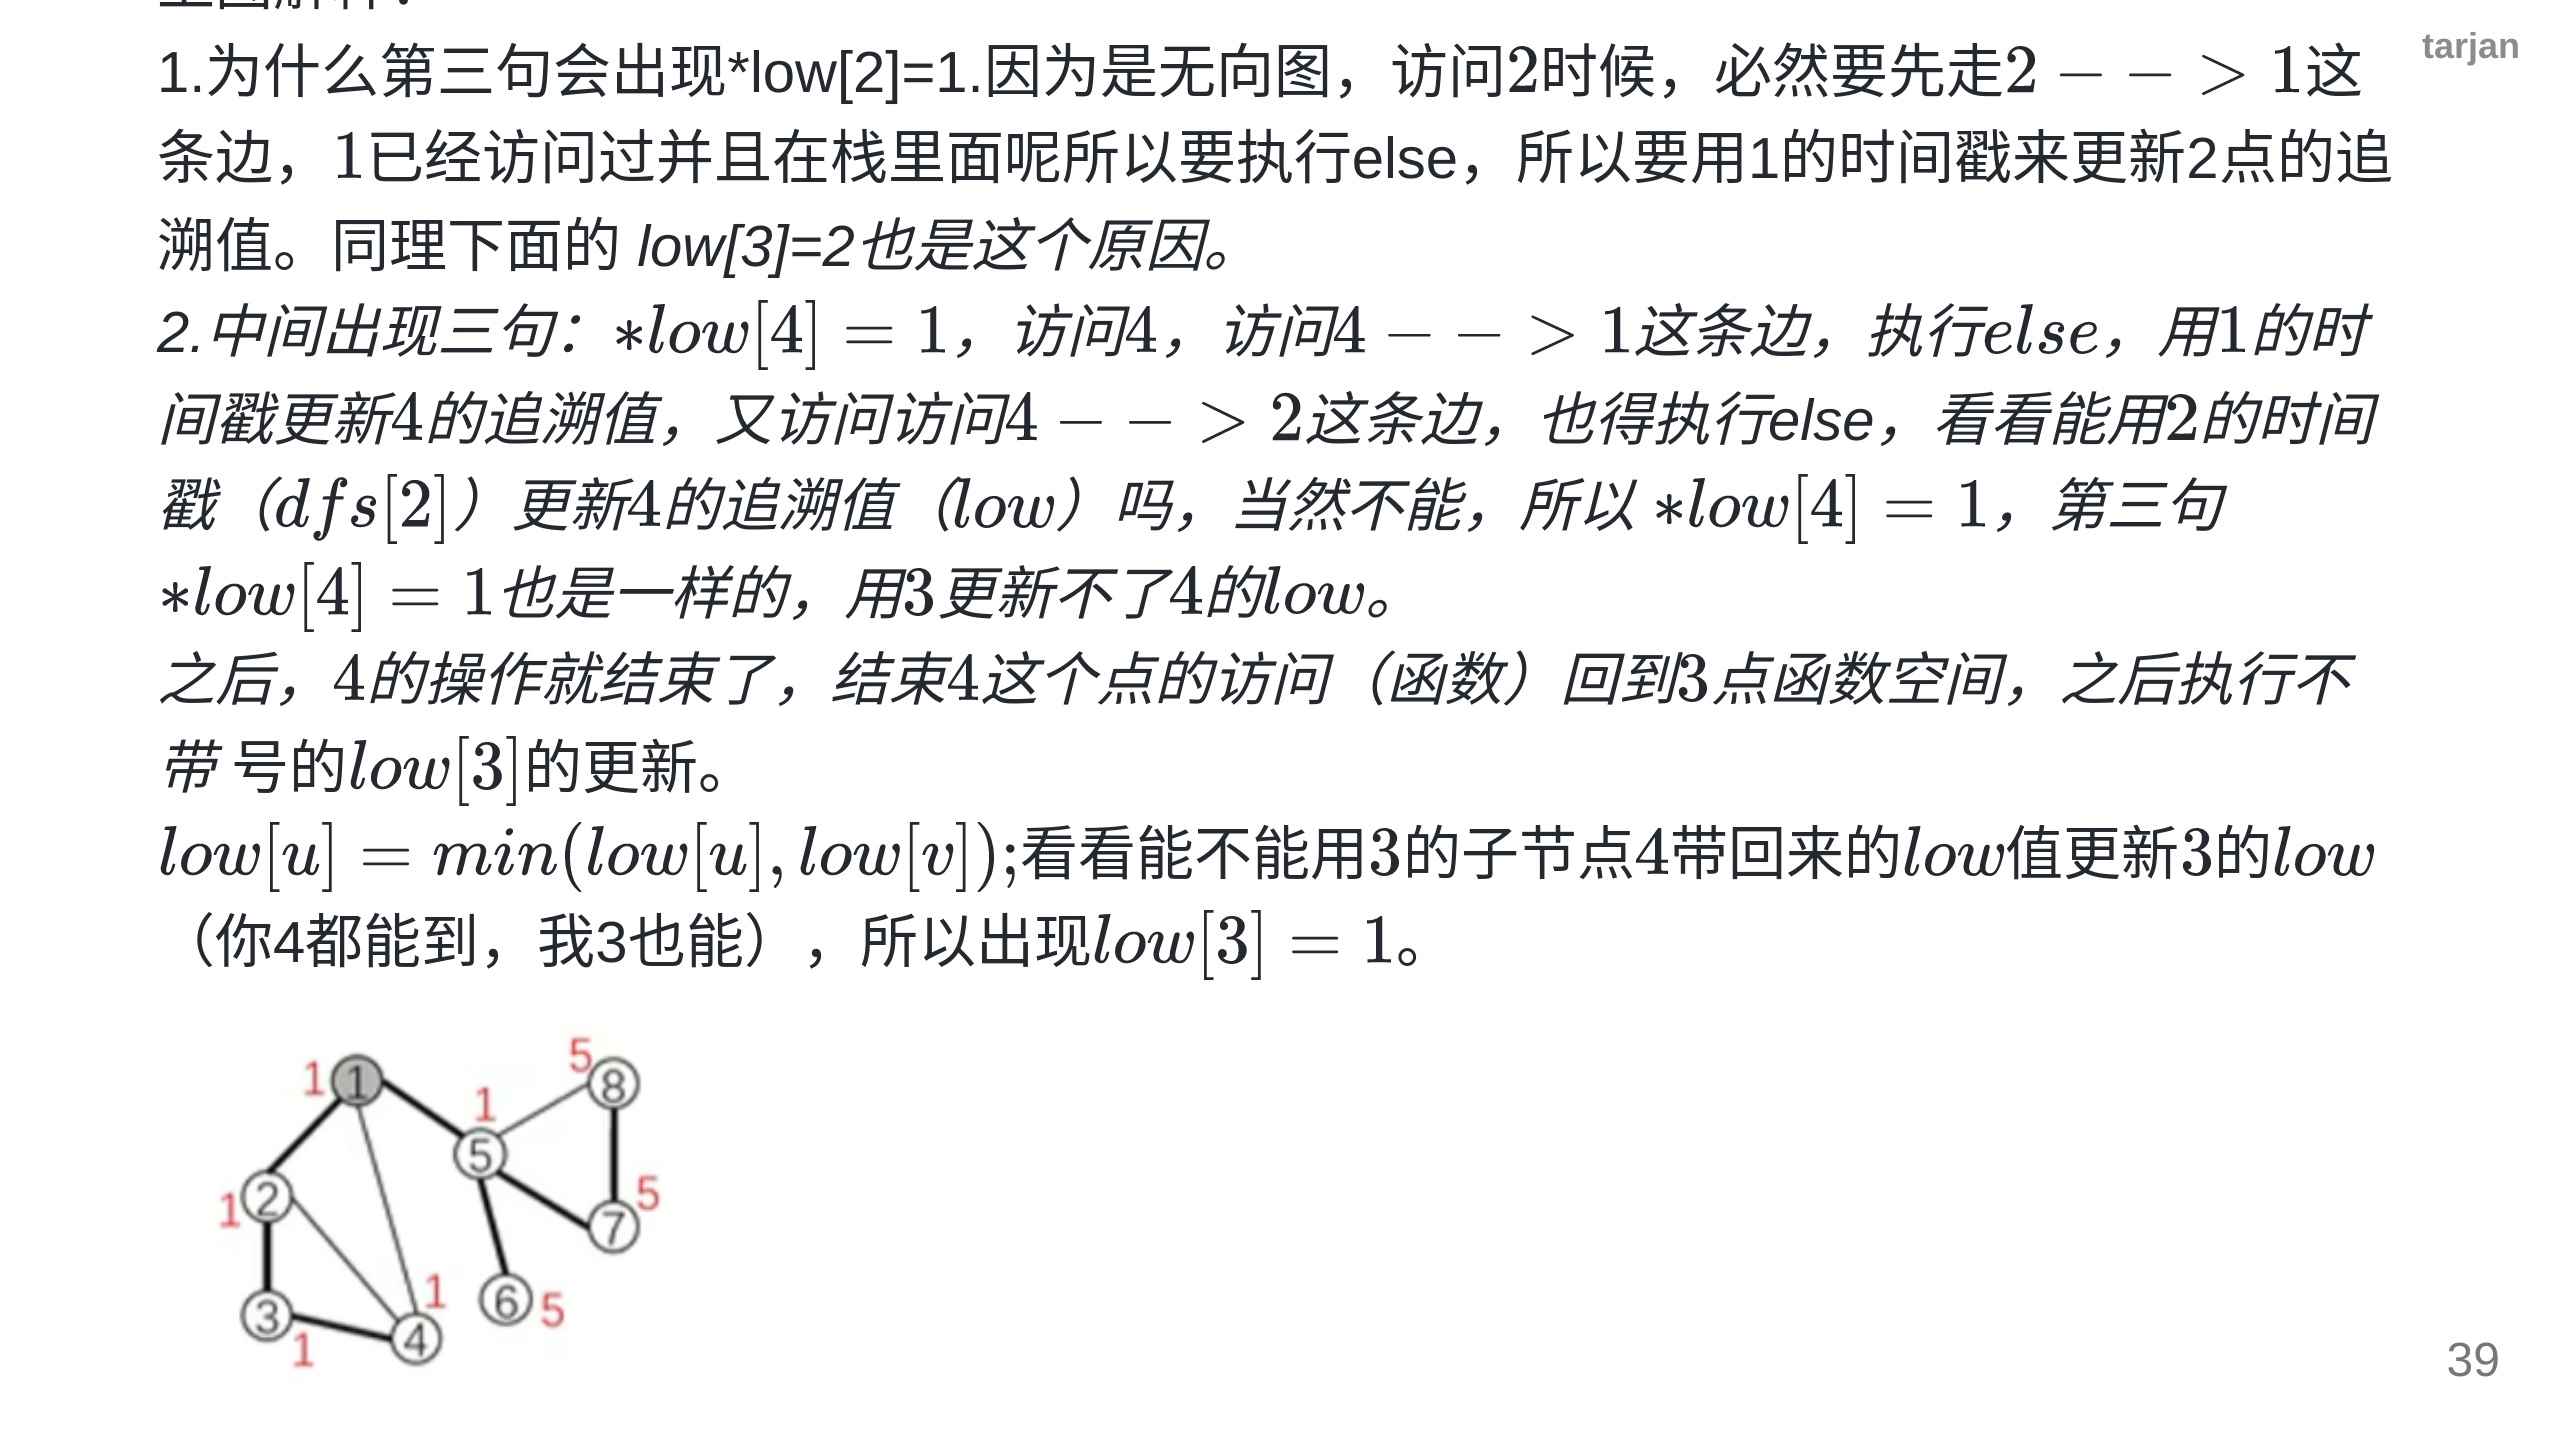 tarjan
1.为什么第三句会出现*low[2]=1.因为是无向图，访问2时候，必然要先走2 − − > 1这
条边，1已经访问过并且在栈里面呢所以要执行else，所以要用1的时间戳来更新2点的追
溯值。同理下面的 low[3]=2也是这个原因。
2.中间出现三句：*low[4] = 1，访问4，访问4 − − > 1这条边，执行else，用1的时
间戳更新4的追溯值，又访问访问4 − − > 2这条边，也得执行else，看看能用2的时间
戳（dfs[2]）更新4的追溯值（low）吗，当然不能，所以 *low[4] = 1，第三句
*low[4] = 1也是一样的，用3更新不了4的low。
之后，4的操作就结束了，结束4这个点的访问（函数）回到3点函数空间，之后执行不
带 号的low[3]的更新。
low[u] = min(low[u], low[v]);看看能不能用3的子节点4带回来的low值更新3的low
（你4都能到，我3也能），所以出现low[3] = 1。
5
1 1 8
1
5
2 5
1 7
1
3 6 5
4
1
39